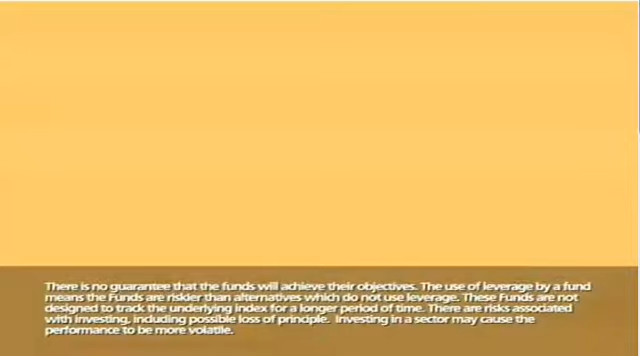 There is no guarantee that the funds will achieve their objectives. The use of leverage by a fund
means the Funds are riskier than alternatives which do not use leverage. These Funds are not
designed to track the underlying index for a longer period of time. There are risks associated
with investing, including possible loss of principle. Investing in a sector may cause the
performance to be more volatile.